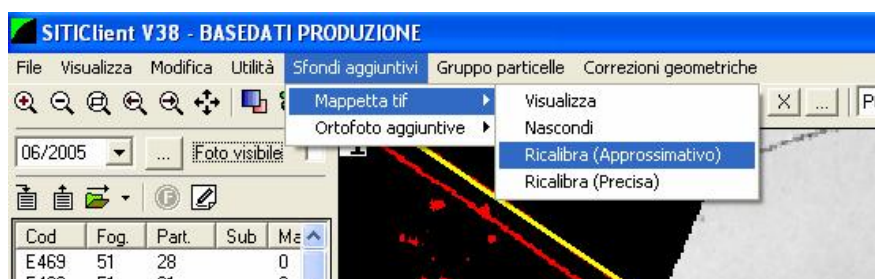 SITIClient V38 - BASEDATI PRODUZIONE
File Visualizza Modifica Utilità Sfondi aggiuntivi Gruppo particelle Correzioni geometriche
Mappetta tif Visualizza X ... P
Ortofoto aggiuntive Nascondi
06/2005 ... Foto visibile Ricalibra (Approssimativo)
Ricalibra (Precisa)
Cod Fog. Part. Sub Ma
E469 51 28 0